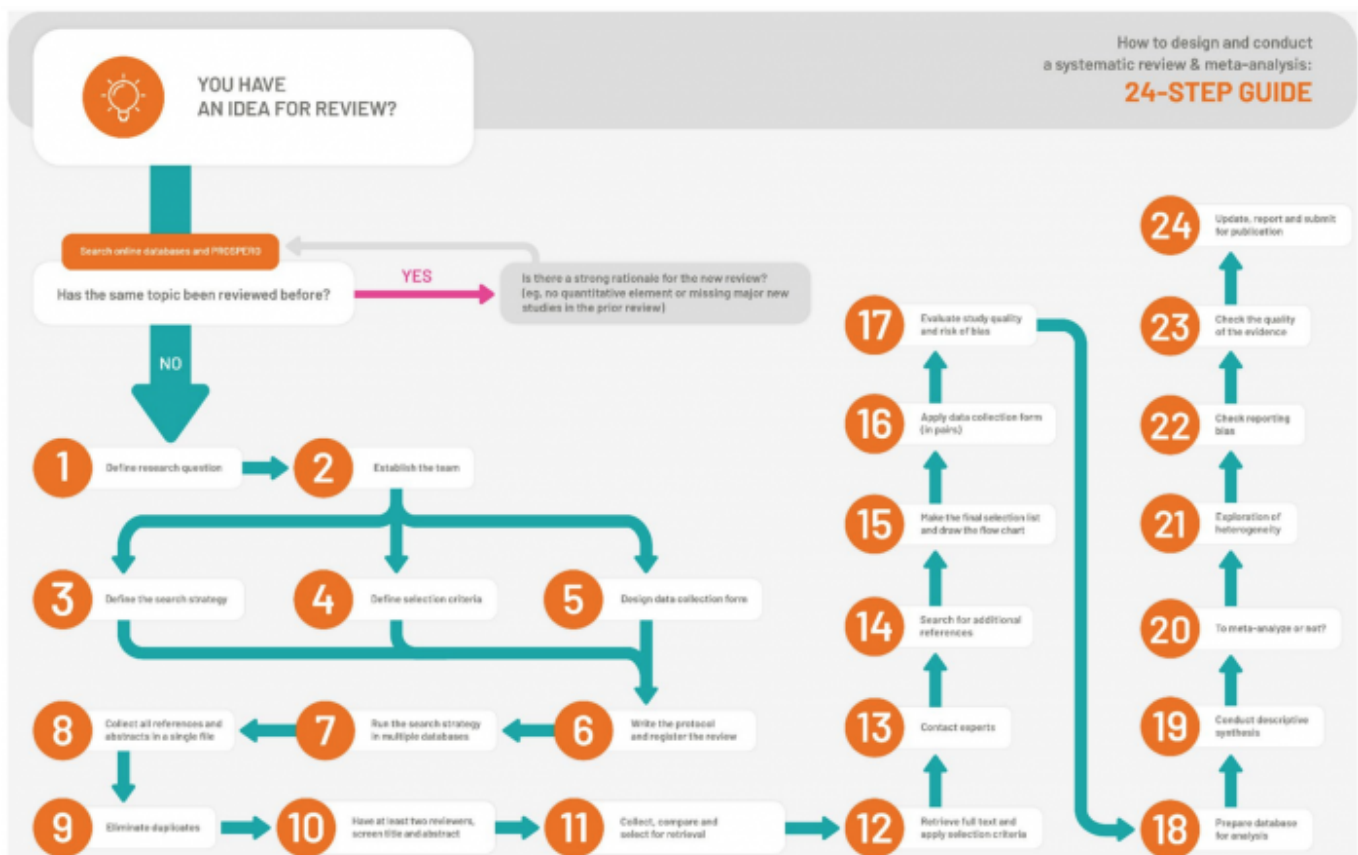 How to design and conduct
a systematic review & meta-analysis:
24-STEP GUIDE
YOU HAVE
AN IDEA FOR REVIEW?
Search online databases and PROSPERO
Has the same topic been reviewed before?
YES
Is there a strong rationale for the new review?
(eg, no quantitative element or missing major new
studies in the prior review)
NO
1
Define research question
2
Establish the team
3
Define the search strategy
4
Define selection criteria
5
Design data collection form
6
Write the protocol
and register the review
7
Run the search strategy
in multiple databases
8
Collect all references and
abstracts in a single file
9
Eliminate duplicates
10
Have at least two reviewers,
screen title and abstract
11
Collect, compare and
select for retrieval
12
Retrieve full text and
apply selection criteria
13
Contact experts
14
Search for additional
references
15
Make the final selection list
and draw the flow chart
16
Apply data collection form
(in pairs)
17
Evaluate study quality
and risk of bias
18
Prepare database
for analysis
19
Conduct descriptive
synthesis
20
To meta-analyze or not?
21
Exploration of
heterogeneity
22
Check reporting
bias
23
Check the quality
of the evidence
24
Update, report and submit
for publication